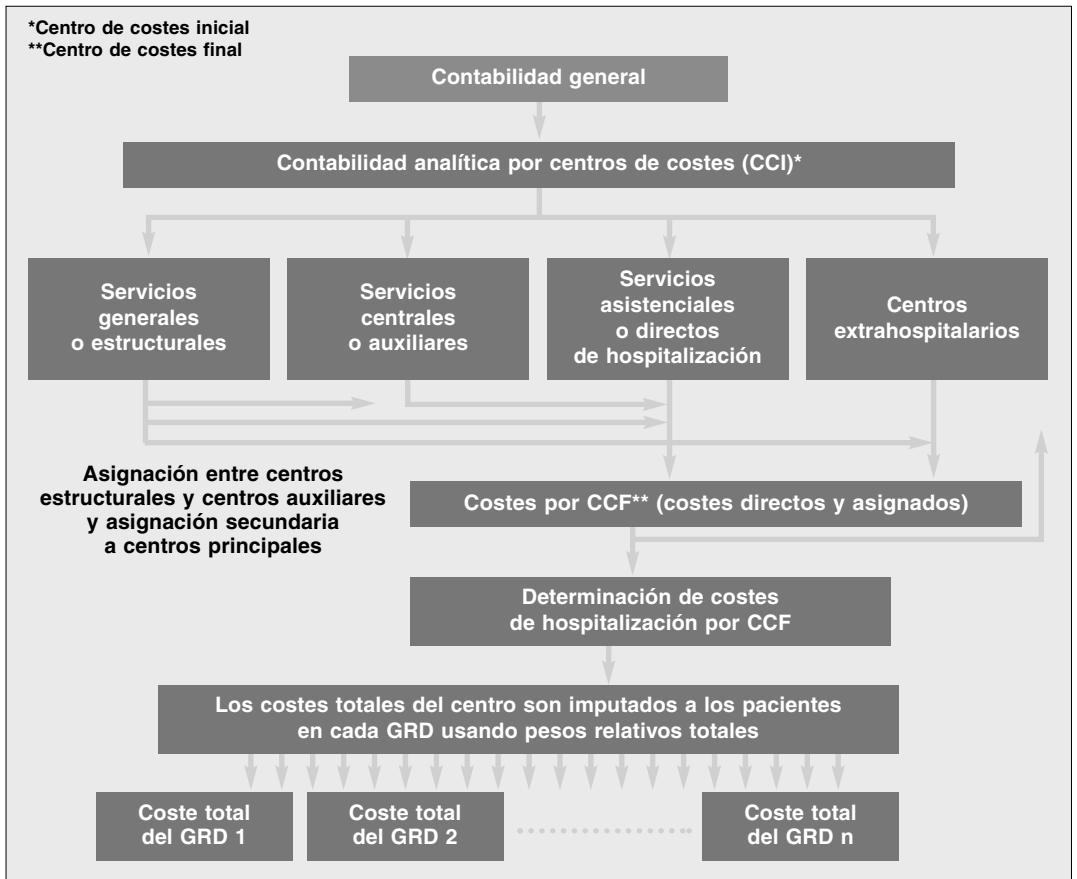 *Centro de costes inicial
**Centro de costes final
Contabilidad general
Contabilidad analítica por centros de costes (CCI)*
Servicios
generales
o estructurales
Servicios
centrales
o auxiliares
Servicios
asistenciales
o directos
de hospitalización
Centros
extrahospitalarios
Asignación entre centros
estructurales y centros auxiliares
y asignación secundaria
a centros principales
Costes por CCF** (costes directos y asignados)
Determinación de costes
de hospitalización por CCF
Los costes totales del centro son imputados a los pacientes
en cada GRD usando pesos relativos totales
Coste total
del GRD 1
Coste total
del GRD 2
Coste total
del GRD n